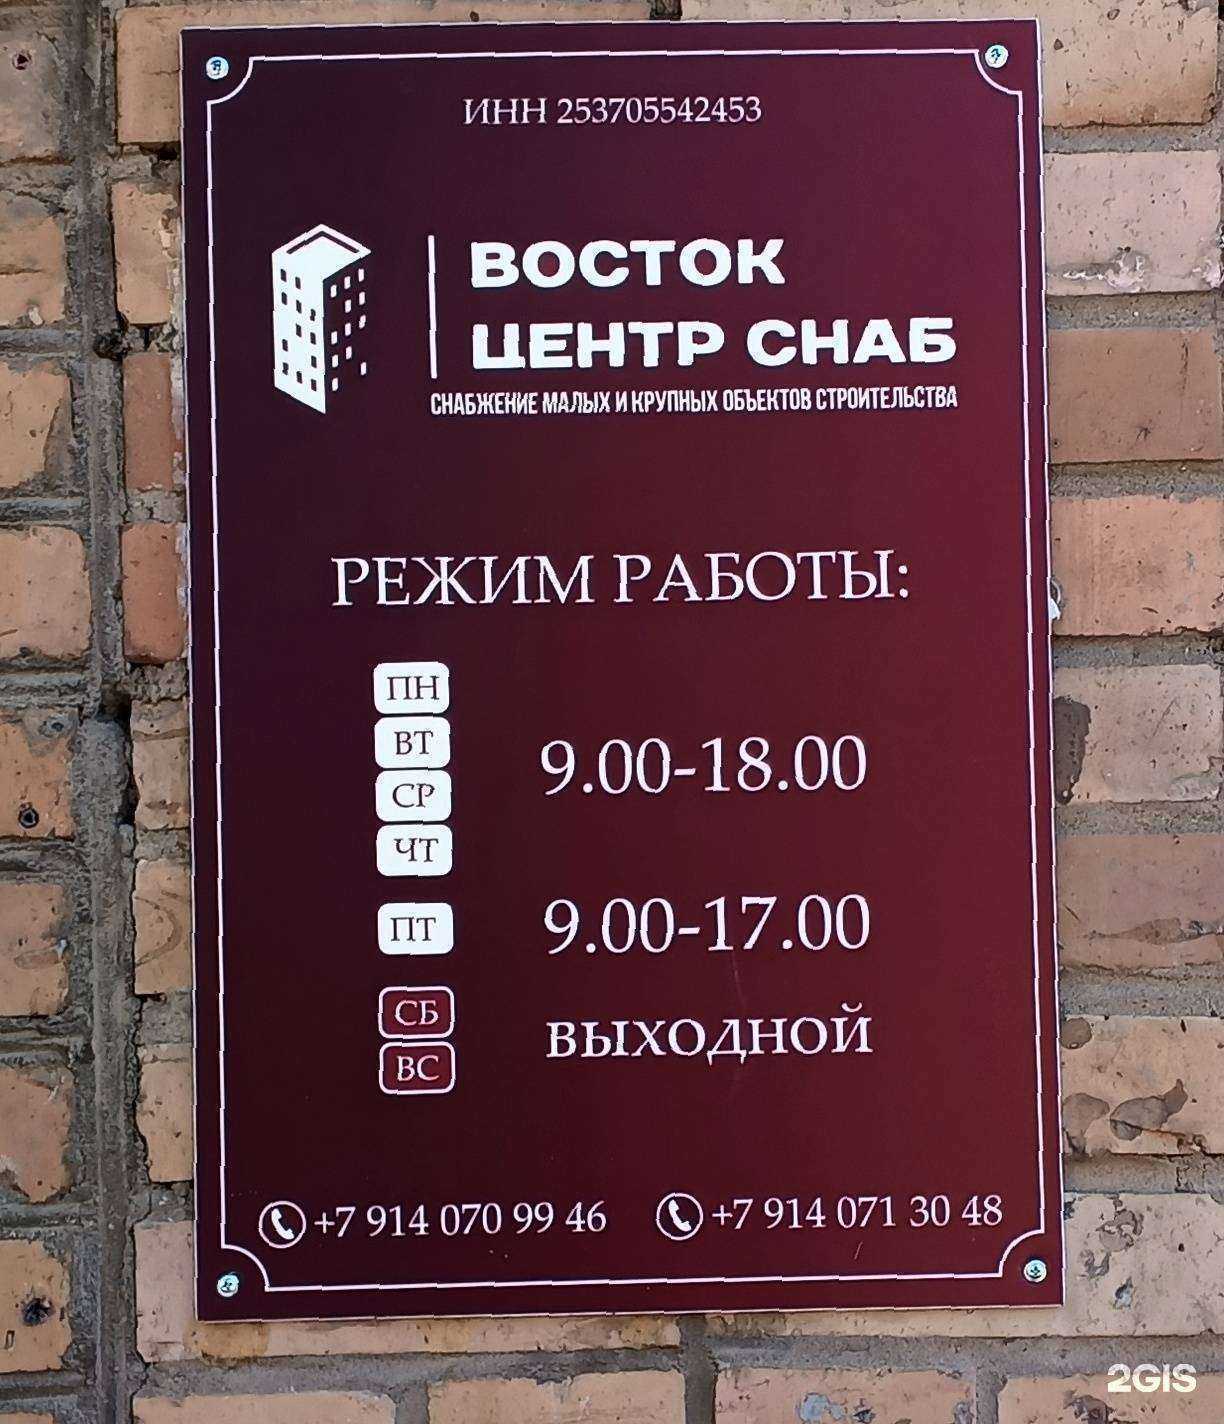 ИНН 253705542453
ВОСТОК
ЦЕНТР СНАБ
СНАБЖЕНИЕ МАЛЫХ И КРУПНЫХ ОБЪЕКТОВ СТРОИТЕЛЬСТВА
РЕЖИМ РАБОТЫ:
ПН
ВТ
СР
ЧТ
9.00-18.00
ПТ 9.00-17.00
СБ
ВС
ВЫХОДНОЙ
+7 914 070 99 46 +7 914 071 30 48
2GIS